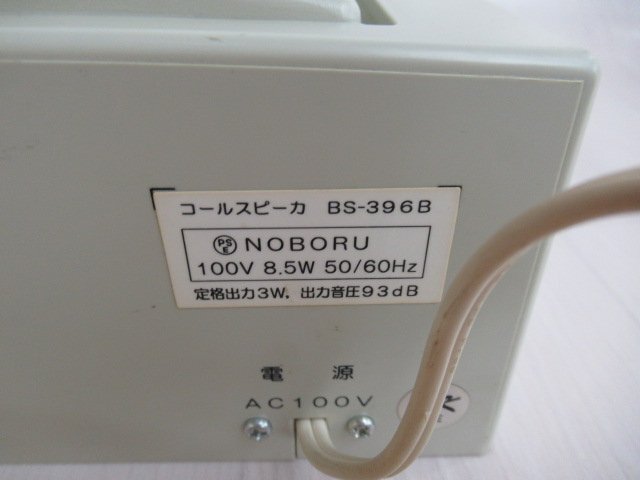 コールスピーカ BS-396B
PS E NOBORU
100V 8.5W 50/60Hz
定格出力3W, 出力音圧93dB
電源
AC100V